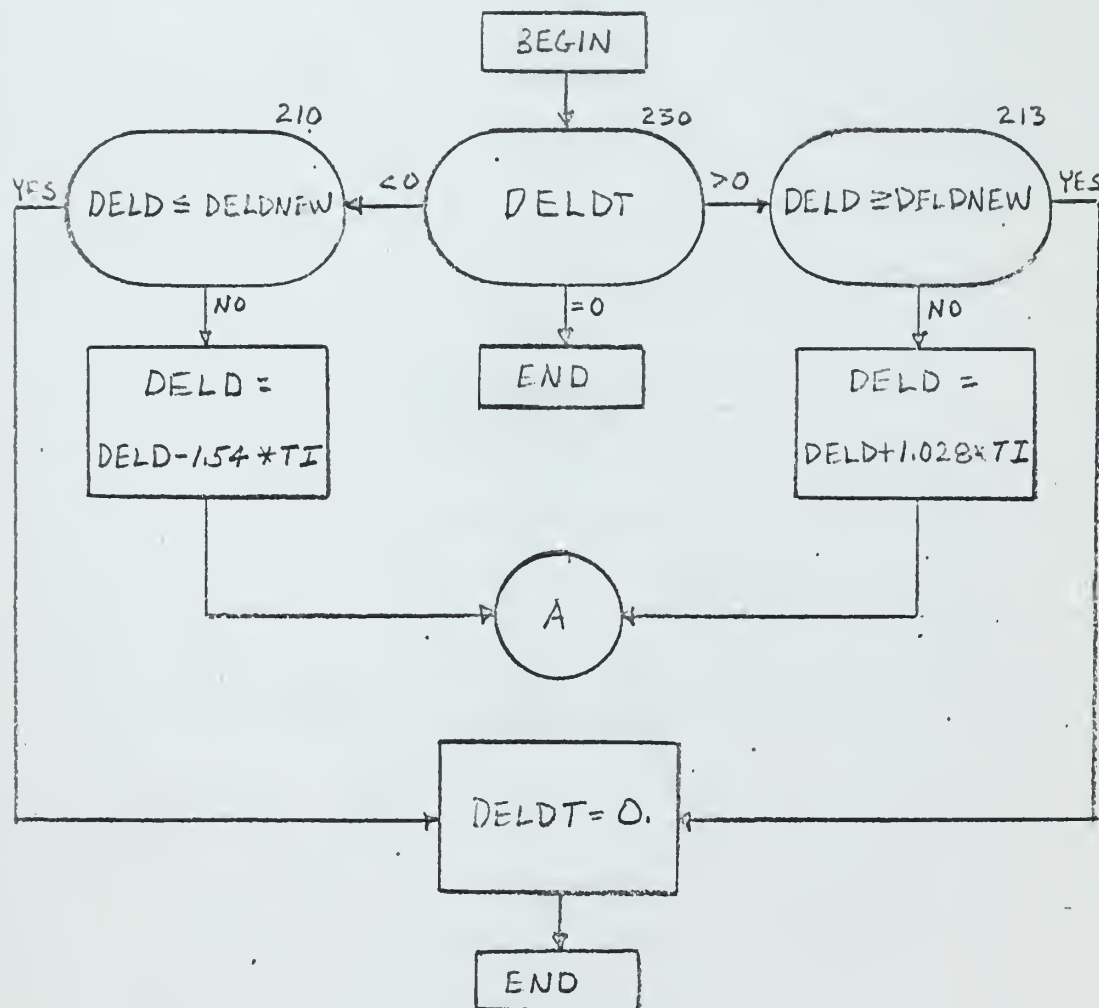 BEGIN
210
230
213
YES
DELD ≤ DELDNEW
<0
DELDT
>0
DELD ≥ DELDNEW
YES
NO
=0
NO
DELD =
DELD-1.54*TI
END
DELD =
DELD+1.028*TI
A
DELDT = 0.
END